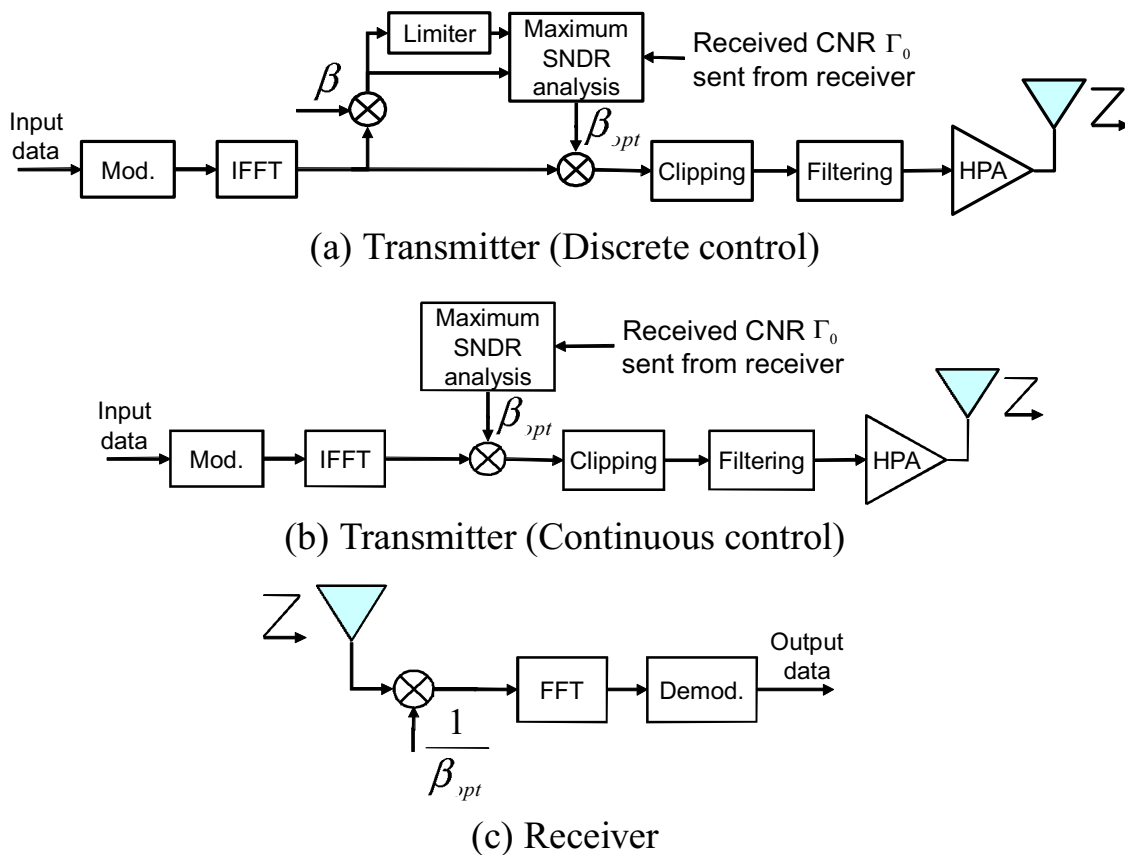 Limiter
Maximum
SNDR
analysis
Received CNR Γ₀
sent from receiver
β
βopt
Input
data
Mod.
IFFT
Clipping
Filtering
HPA
(a) Transmitter (Discrete control)
Maximum
SNDR
analysis
Received CNR Γ₀
sent from receiver
βopt
Input
data
Mod.
IFFT
Clipping
Filtering
HPA
(b) Transmitter (Continuous control)
Output
data
FFT
Demod.
1
βopt
(c) Receiver